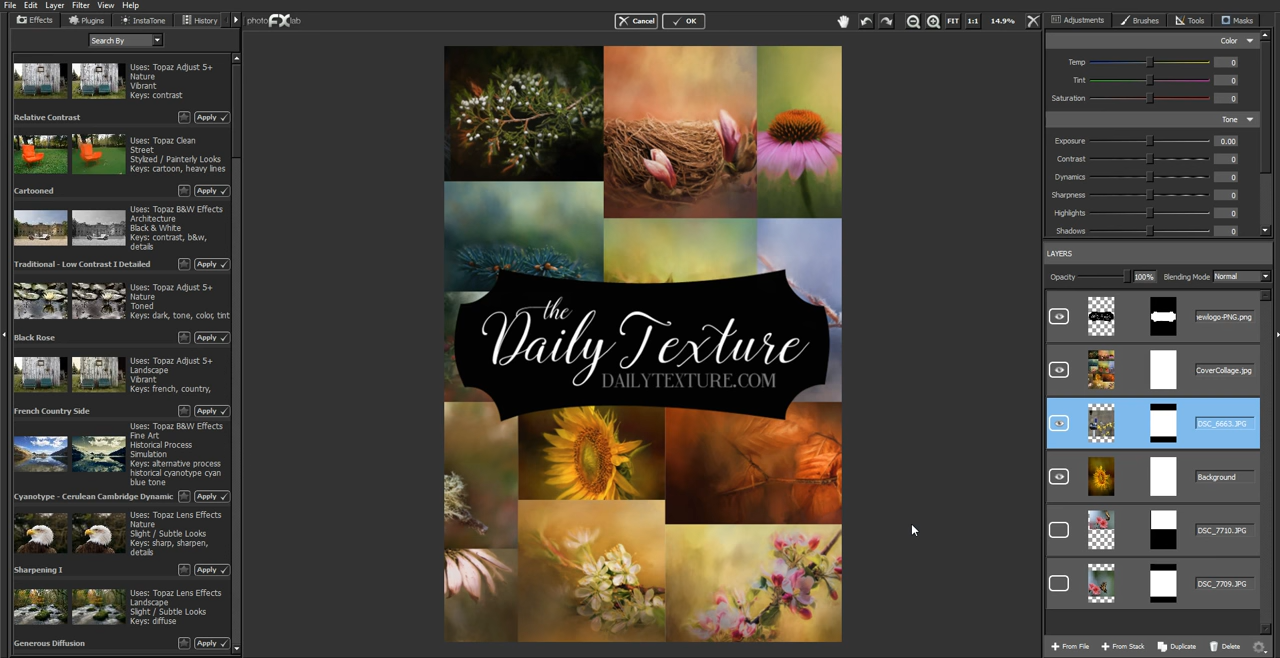 File Edit Layer Filter View Help
Effects Plugins InstaTone History
photo FX lab
Cancel OK
FIT 1:1 14.9%
Adjustments Brushes Tools Masks
Search By
Uses: Topaz Adjust 5+
Nature
Vibrant
Keys: contrast
Relative Contrast Apply
Uses: Topaz Clean
Street
Stylized / Painterly Looks
Keys: cartoon, heavy lines
Cartooned Apply
Uses: Topaz B&W Effects
Architecture
Black & White
Keys: contrast, b&w,
details
Traditional - Low Contrast I Detailed Apply
Uses: Topaz Adjust 5+
Nature
Toned
Keys: dark, tone, color, tint
Black Rose Apply
Uses: Topaz Adjust 5+
Landscape
Vibrant
Keys: french, country,
French Country Side Apply
Uses: Topaz B&W Effects
Fine Art
Historical Process
Simulation
Keys: alternative process
historical cyanotype cyan
blue tone
Cyanotype - Cerulean Cambridge Dynamic Apply
Uses: Topaz Lens Effects
Nature
Slight / Subtle Looks
Keys: sharp, sharpen,
details
Sharpening I Apply
Uses: Topaz Lens Effects
Landscape
Slight / Subtle Looks
Keys: diffuse
Generous Diffusion Apply
the
Daily Texture
DAILYTEXTURE.COM
Color
Temp 0
Tint 0
Saturation 0
Tone
Exposure 0.00
Contrast 0
Dynamics 0
Sharpness 0
Highlights 0
Shadows 0
LAYERS
Opacity 100% Blending Mode Normal
ewlogo-PNG.png
CoverCollage.jpg
DSC_6663.JPG
Background
DSC_7710.JPG
DSC_7709.JPG
From File From Stack Duplicate Delete